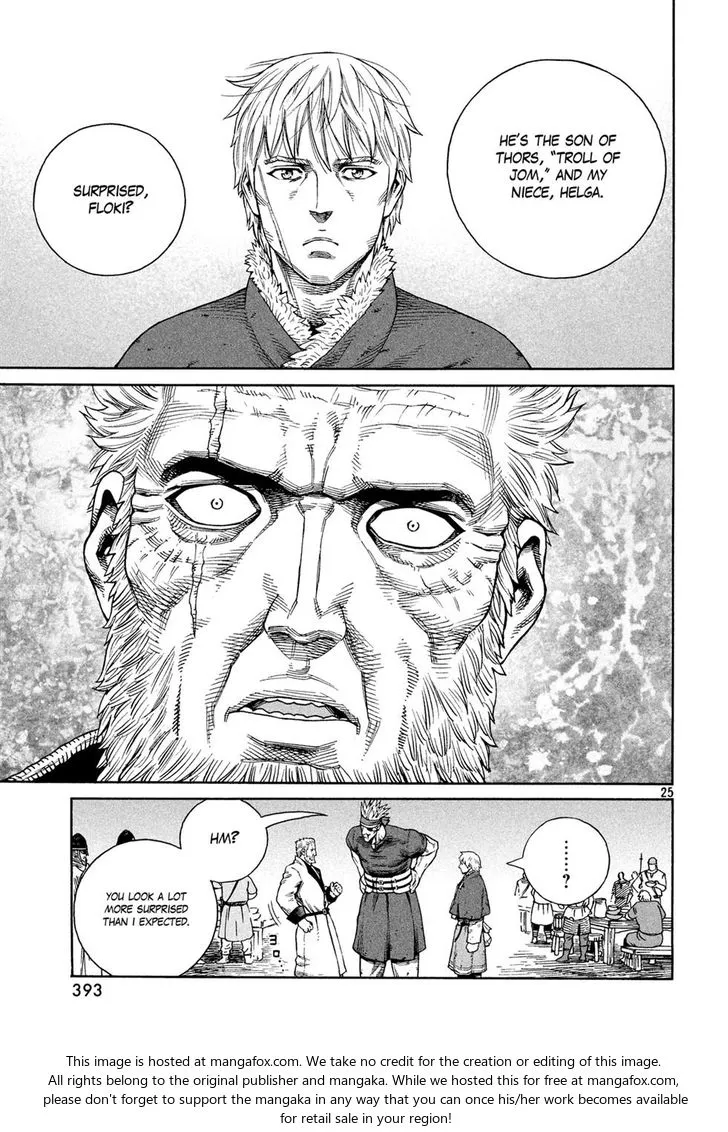 HE'S THE SON OF
THORS, "TROLL OF
JOM," AND MY
NIECE, HELGA.
SURPRISED,
FLOKI?
25
HM?
YOU LOOK A LOT
MORE SURPRISED
THAN I EXPECTED.
......
?
393
This image is hosted at mangafox.com. We take no credit for the creation or editing of this image.
All rights belong to the original publisher and mangaka. While we hosted this for free at mangafox.com,
please don't forget to support the mangaka in any way that you can once his/her work becomes available
for retail sale in your region!